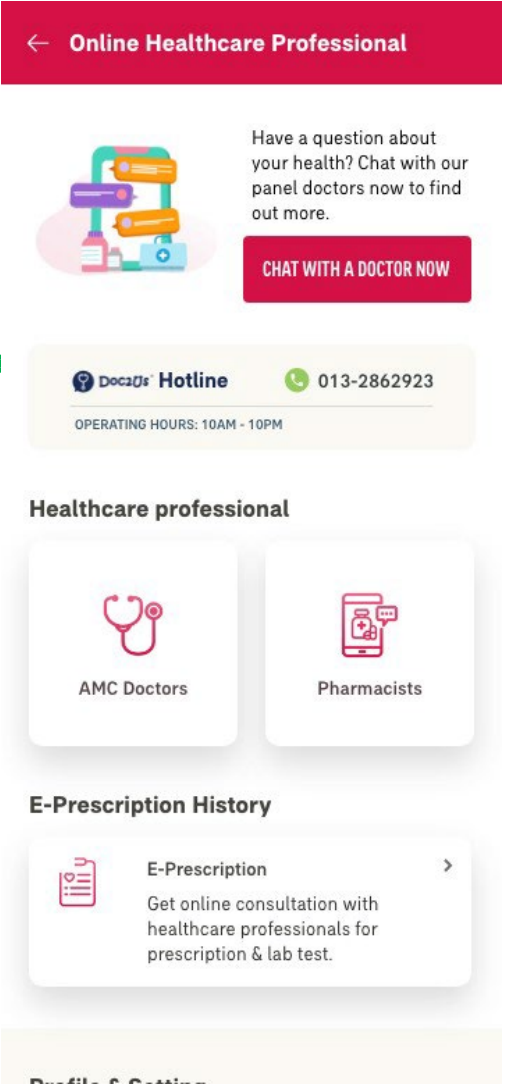 Online Healthcare Professional
Have a question about
your health? Chat with our
panel doctors now to find
out more.
CHAT WITH A DOCTOR NOW
Doc2Us Hotline 013-2862923
OPERATING HOURS: 10AM - 10PM
Healthcare professional
AMC Doctors
Pharmacists
E-Prescription History
E-Prescription
Get online consultation with
healthcare professionals for
prescription & lab test.
Profile & Setting